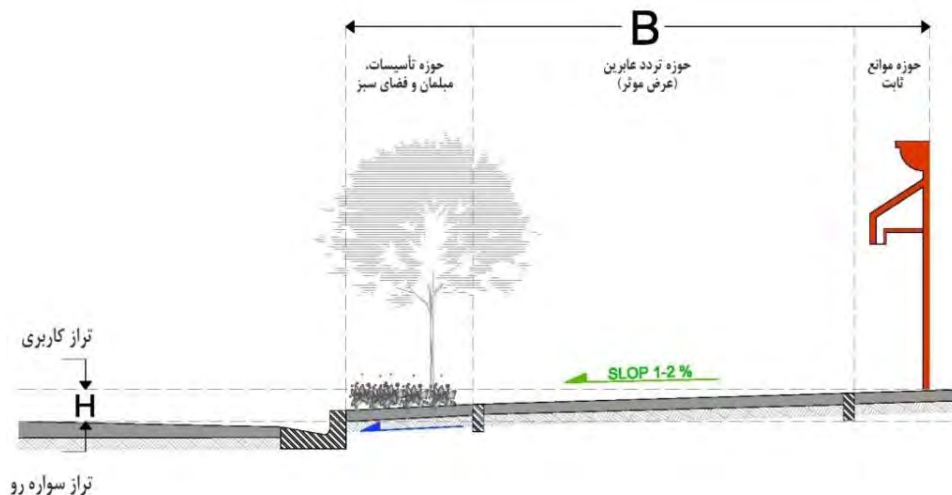 B
حوزه موانع
ثابت
حوزه تردد عابرین
(عرض موثر)
حوزه تأسیسات،
مبلمان و فضای سبز
SLOP 1-2 %
تراز کاربری
H
تراز سواره رو